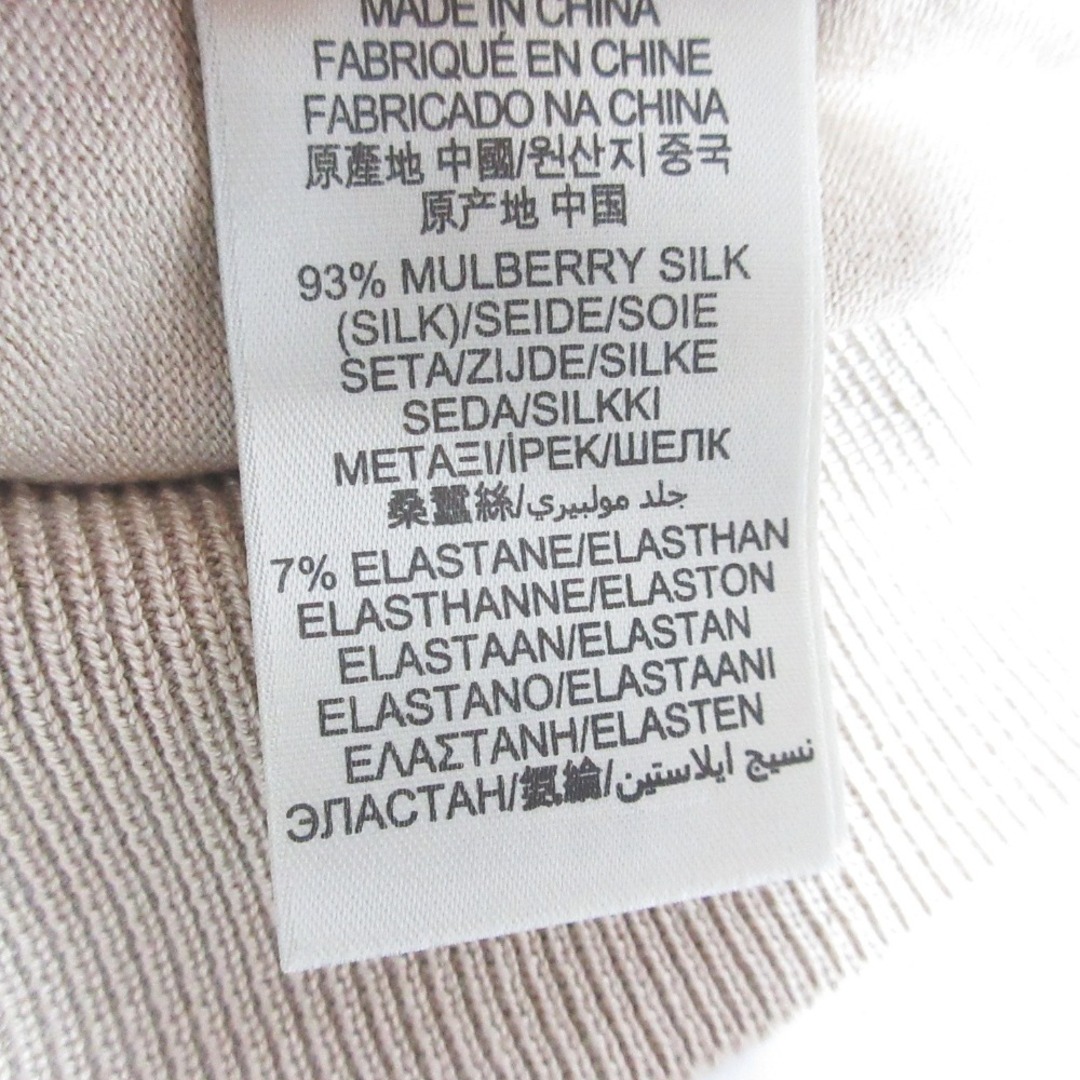 MADE IN CHINA
FABRIQUÉ EN CHINE
FABRICADO NA CHINA
原產地 中國/원산지 중국
原产地 中国
93% MULBERRY SILK
(SILK)/SEIDE/SOIE
SETA/ZIJDE/SILKE
SEDA/SILKKI
ΜΕΤΑΞΙ/İPEK/ШЕЛК
桑蠶絲/جلد مولبيري
7% ELASTANE/ELASTHAN
ELASTHANNE/ELASTON
ELASTAAN/ELASTAN
ELASTANO/ELASTAANI
ΕΛΑΣΤΑΝΗ/ELASTEN
ЭЛАСТАН/氨綸/نسيج ايلاستين